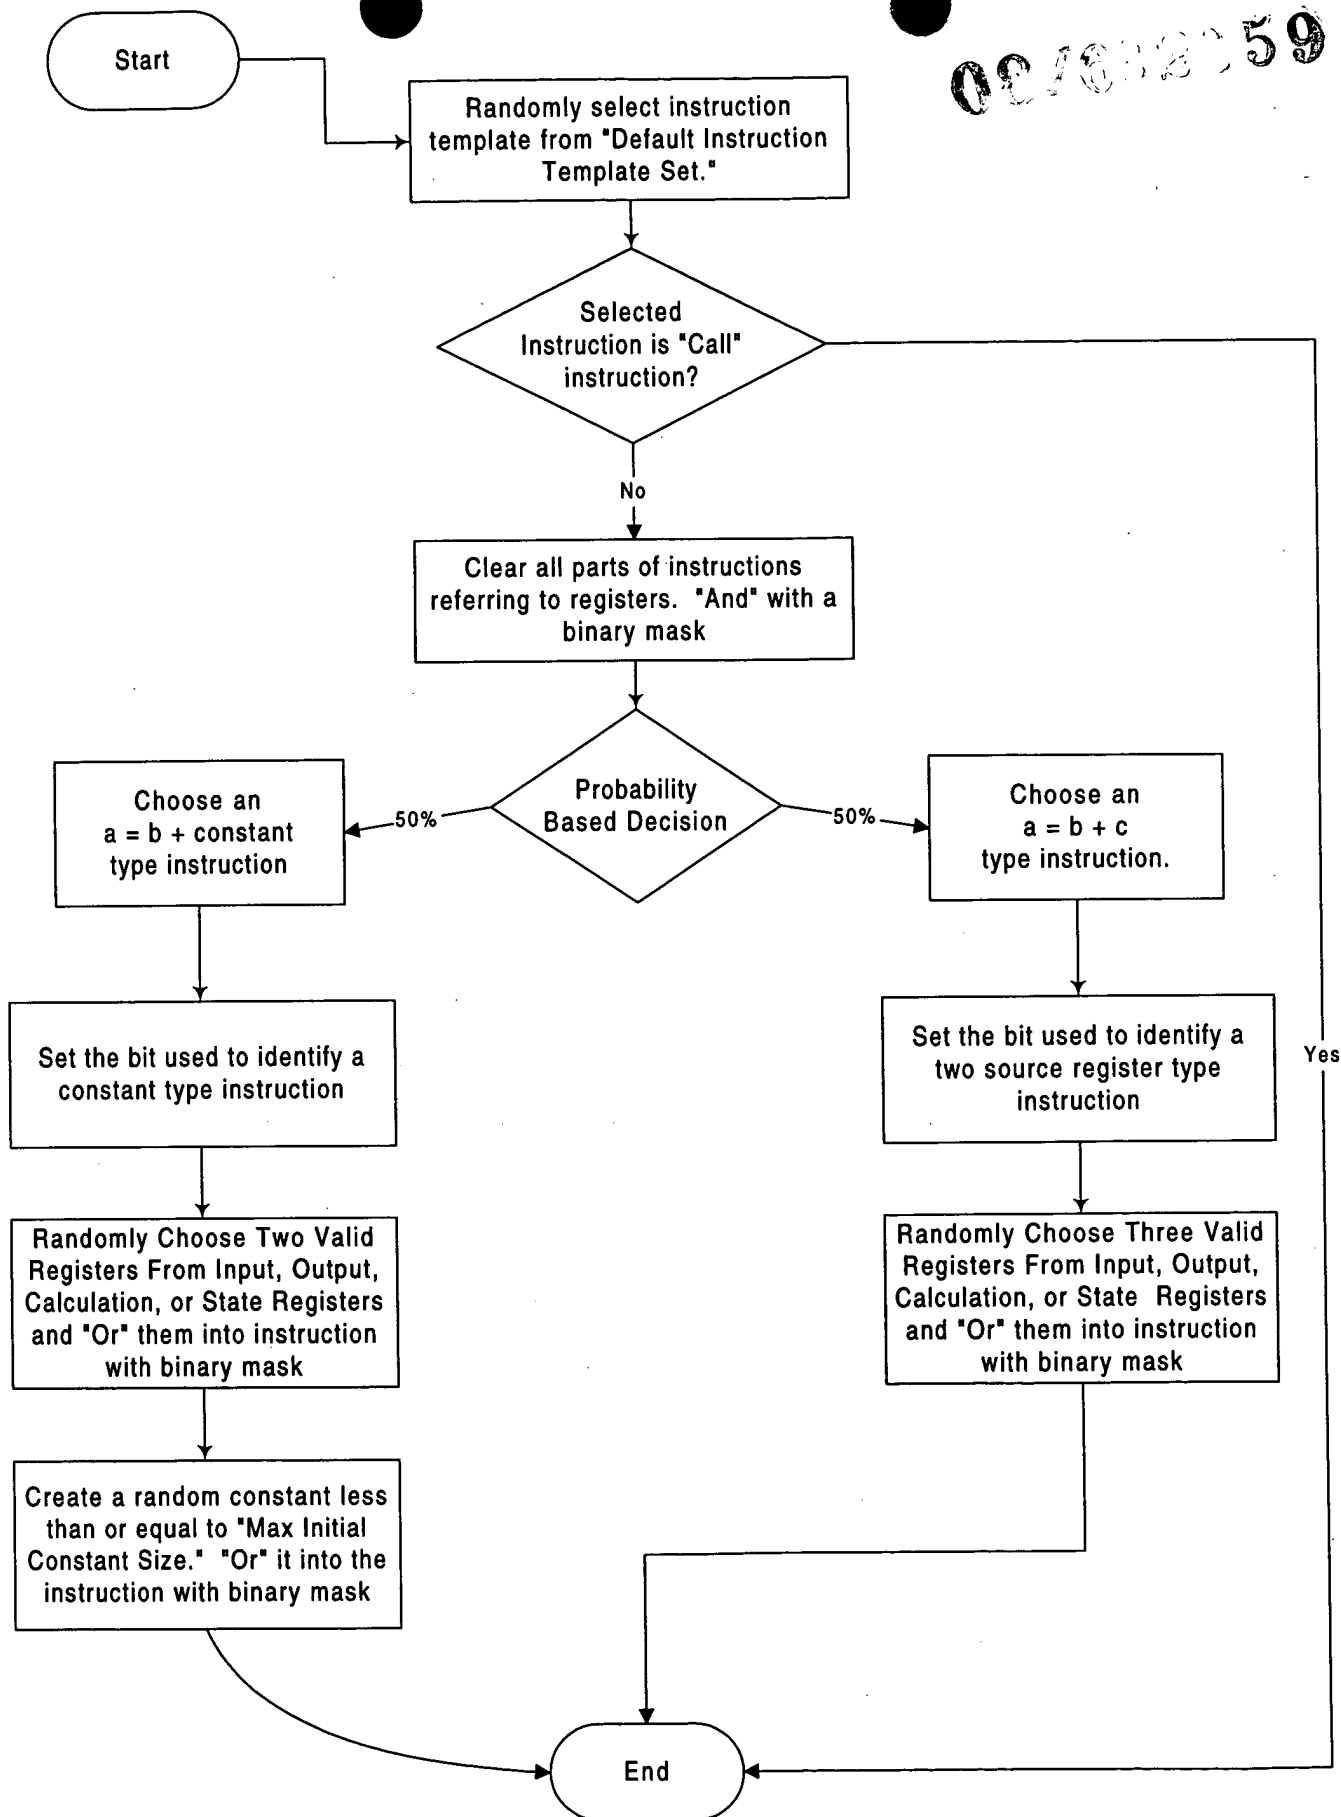 59
Start
Randomly select instruction
template from "Default Instruction
Template Set."
Selected
Instruction is "Call"
instruction?
No
Clear all parts of instructions
referring to registers. "And" with a
binary mask
Probability
Based Decision
50%
50%
Choose an
a = b + constant
type instruction
Choose an
a = b + c
type instruction.
Set the bit used to identify a
constant type instruction
Set the bit used to identify a
two source register type
instruction
Yes
Randomly Choose Two Valid
Registers From Input, Output,
Calculation, or State Registers
and "Or" them into instruction
with binary mask
Randomly Choose Three Valid
Registers From Input, Output,
Calculation, or State Registers
and "Or" them into instruction
with binary mask
Create a random constant less
than or equal to "Max Initial
Constant Size." "Or" it into the
instruction with binary mask
End